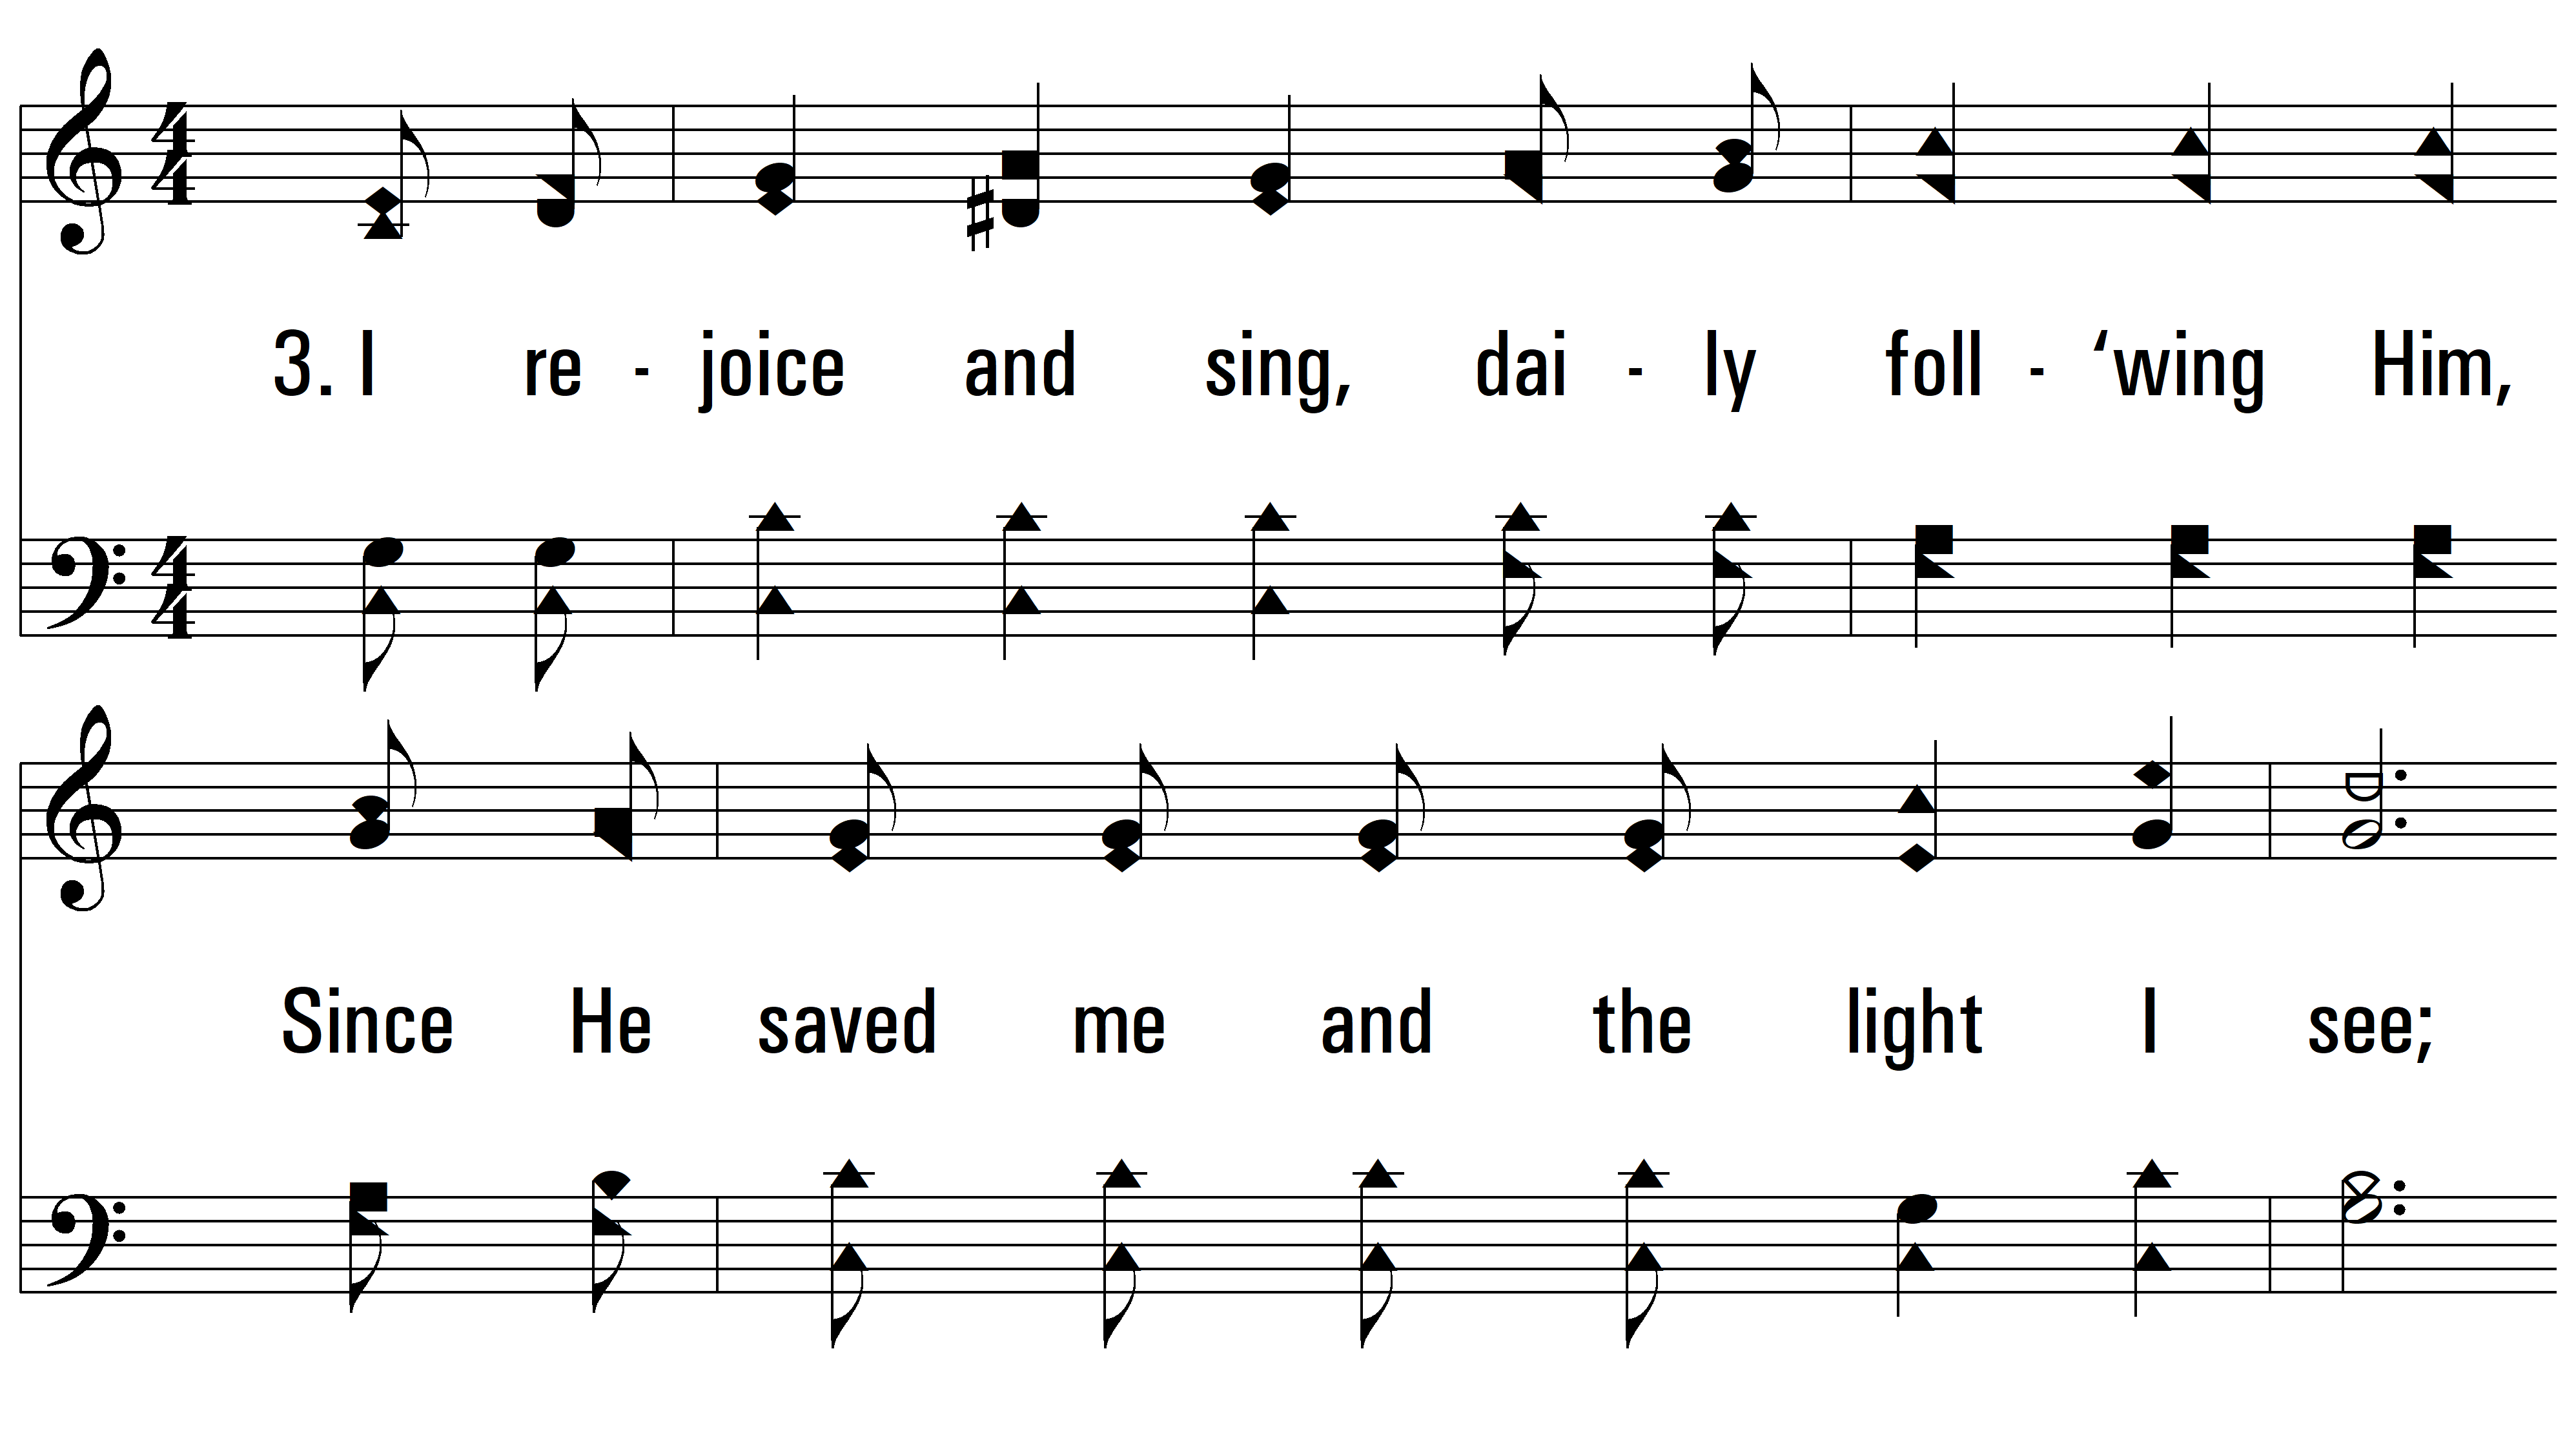 3. I re - joice and sing, dai - ly foll - ‘wing Him,
Since He saved me and the light I see;